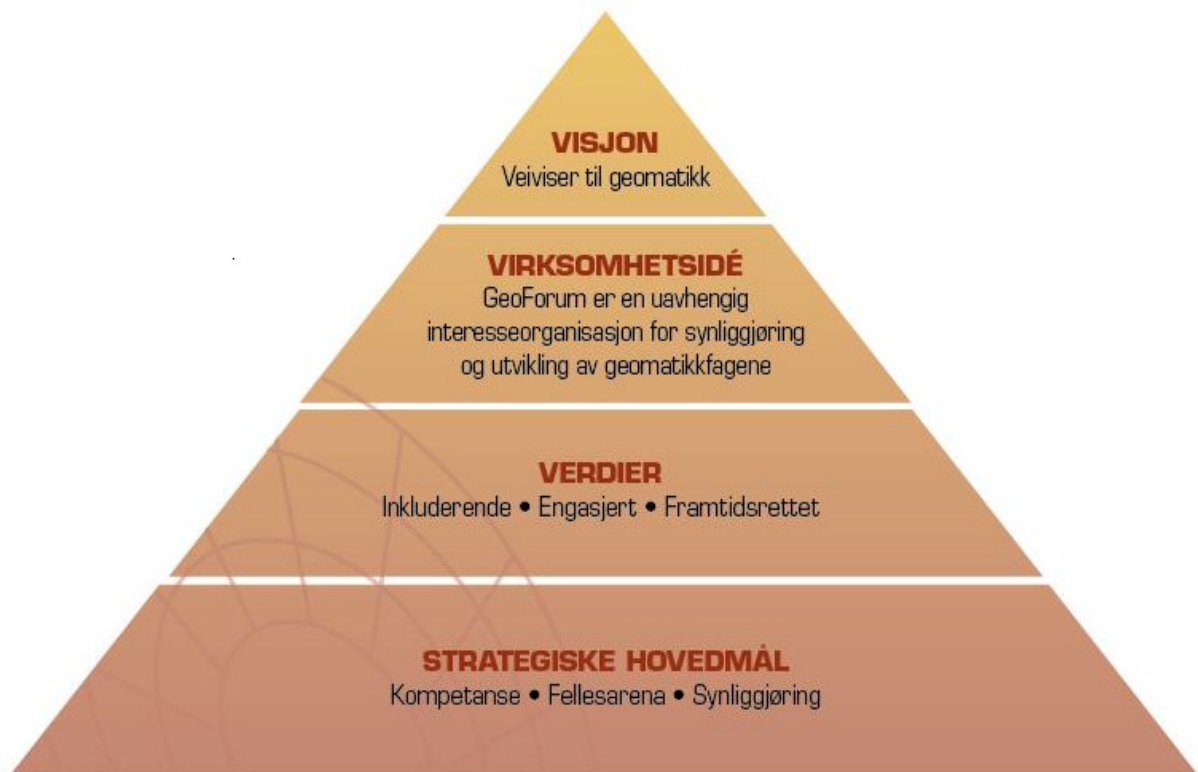 VISJON
Veiviser til geomatikk
VIRKSOMHETSIDÉ
GeoForum er en uavhengig
interesseorganisasjon for synliggjøring
og utvikling av geomatikkfagene
VERDIER
Inkluderende • Engasjert • Framtidsrettet
STRATEGISKE HOVEDMÅL
Kompetanse • Fellesarena • Synliggjøring